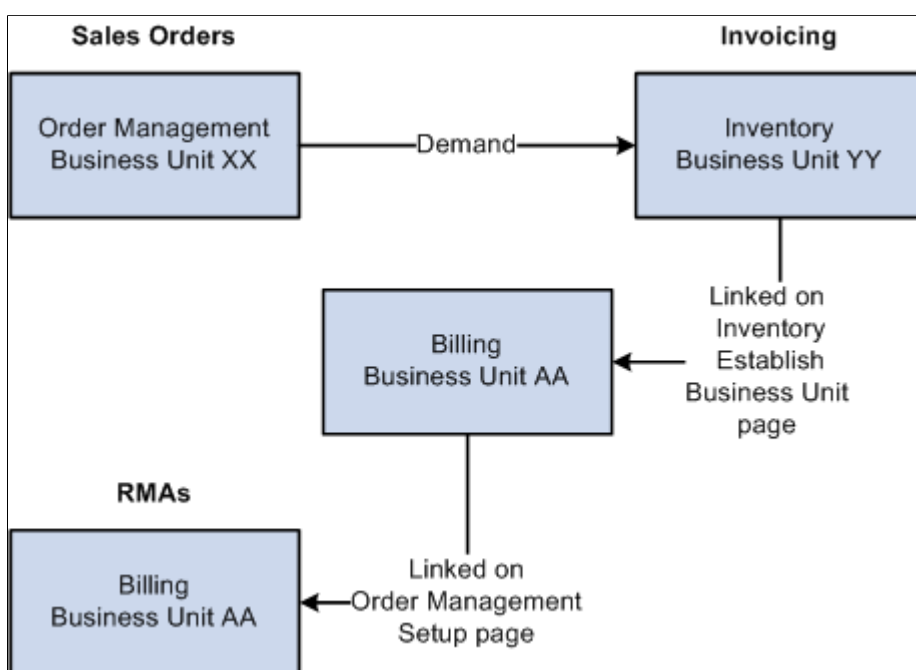 Sales Orders
Invoicing
Order Management
Business Unit XX
Demand
Inventory
Business Unit YY
Linked on
Inventory
Establish
Business Unit
page
Billing
Business Unit AA
RMAs
Linked on
Order Management
Setup page
Billing
Business Unit AA